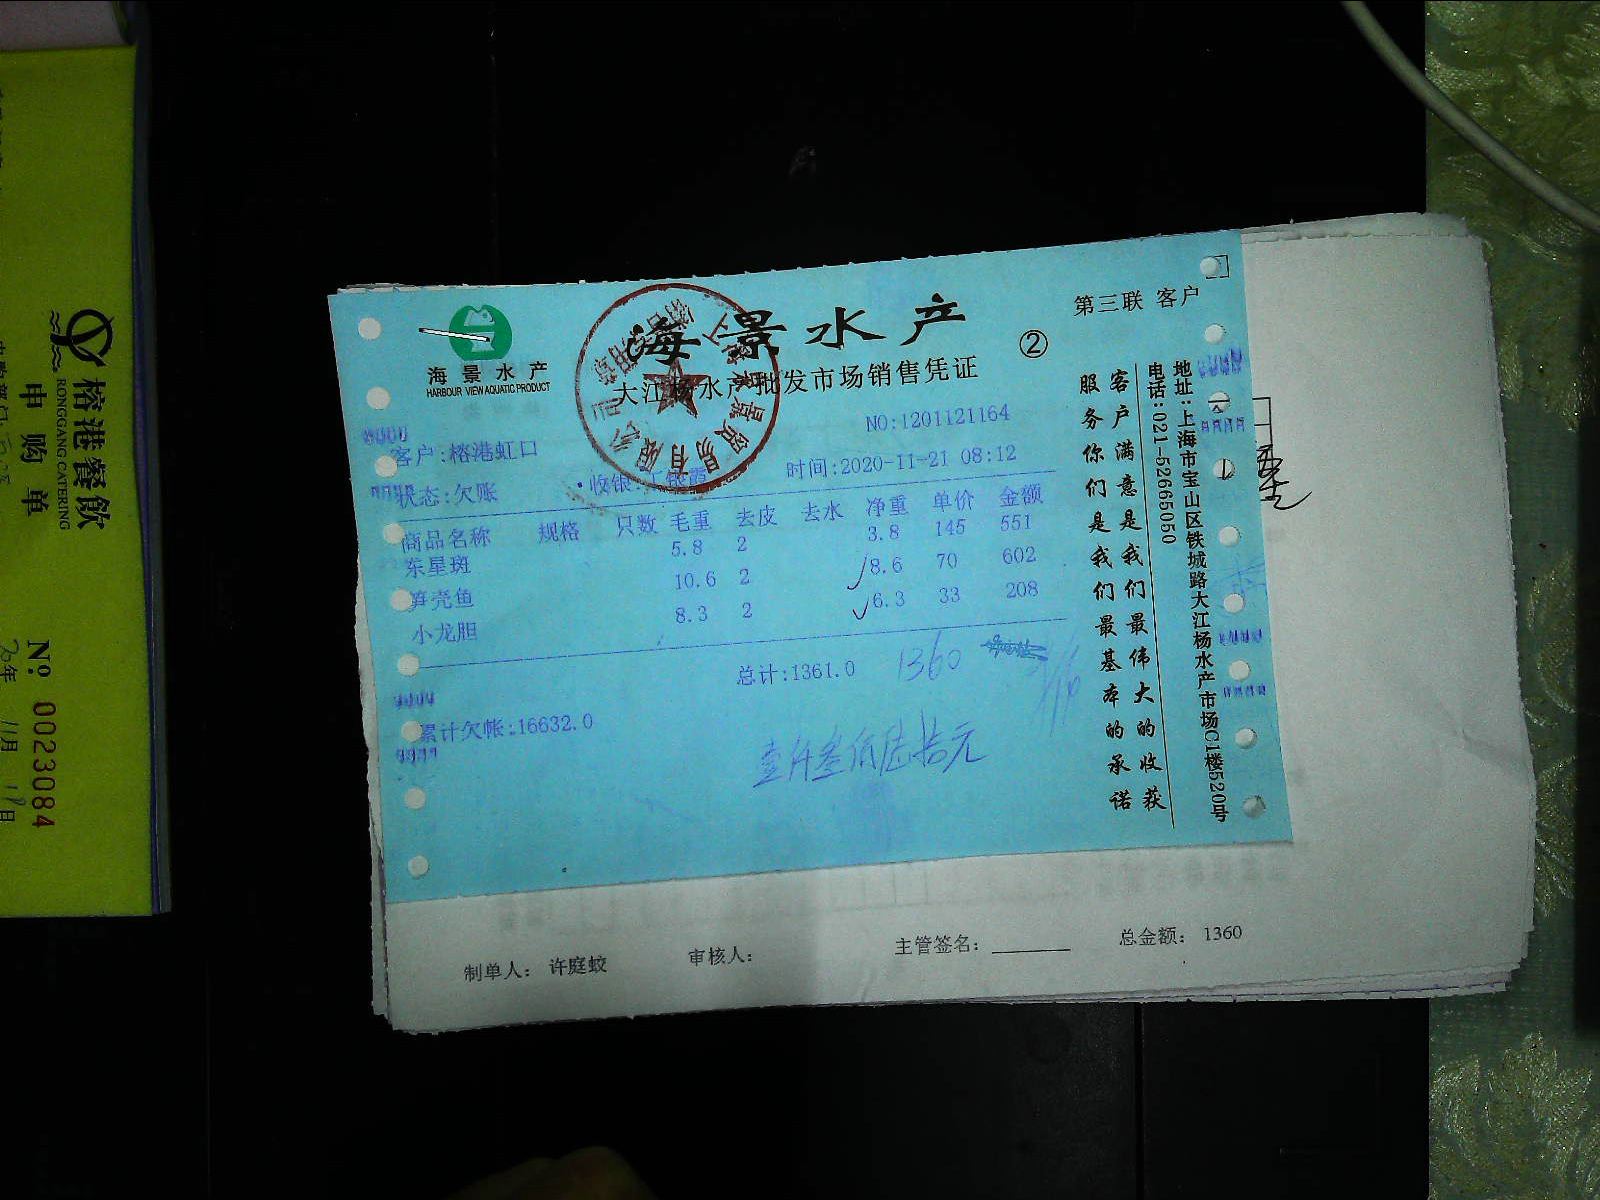 海景水产
HARBOUR VIEW AQUATIC PRODUCT
海景水产
大江杨水产批发市场销售凭证
②
第三联 客户
NO:1201121164
客户:榕港虹口
时间:2020-11-21 08:12
状态:欠账
收银:
商品名称 规格 只数 毛重 去皮 去水 净重 单价 金额
东星斑 5.8 2 3.8 145 551
笋壳鱼 10.6 2 8.6 70 602
小龙胆 8.3 2 6.3 33 208
总计:1361.0 1360
累计欠帐:16632.0
壹仟叁佰陆拾元
客户满意是我们最伟大的收获
服务你们是我们最基本的承诺
地址:上海市宝山区铁城路大江杨水产市场C1楼520号
电话:021-52665050
制单人: 许庭蛟
审核人:
主管签名:
总金额: 1360
榕港餐飲
RONGGANG CATERING
申购单
Nº 0023084
年 11月 日